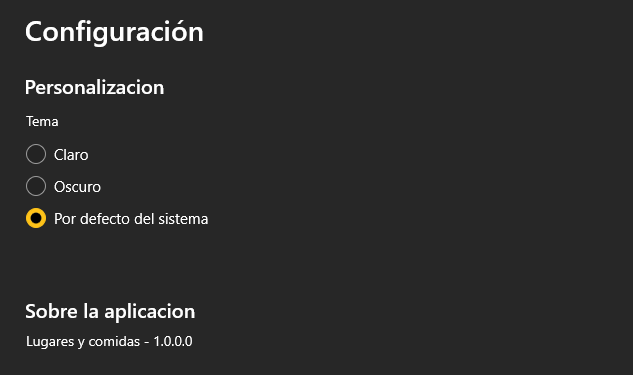 Configuración
Personalizacion
Tema
Claro
Oscuro
Por defecto del sistema
Sobre la aplicacion
Lugares y comidas - 1.0.0.0